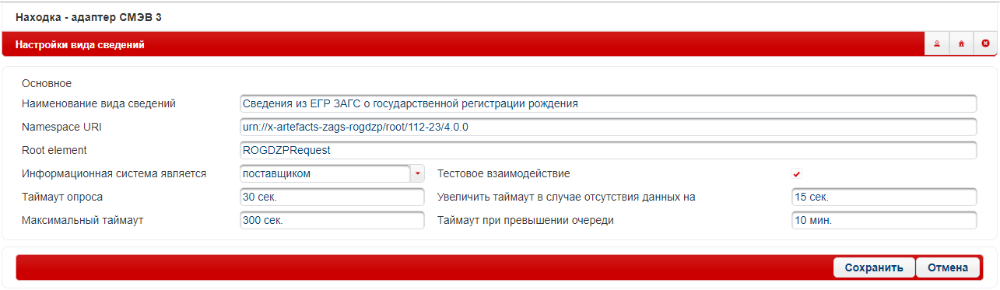 Находка - адаптер СМЭВ 3
Настройки вида сведений
Основное
Наименование вида сведений Сведения из ЕГР ЗАГС о государственной регистрации рождения
Namespace URI urn://x-artefacts-zags-rogdzp/root/112-23/4.0.0
Root element ROGDZPRequest
Информационная система является поставщиком Тестовое взаимодействие
Таймаут опроса 30 сек. Увеличить таймаут в случае отсутствия данных на 15 сек.
Максимальный таймаут 300 сек. Таймаут при превышении очереди 10 мин.
Сохранить Отмена